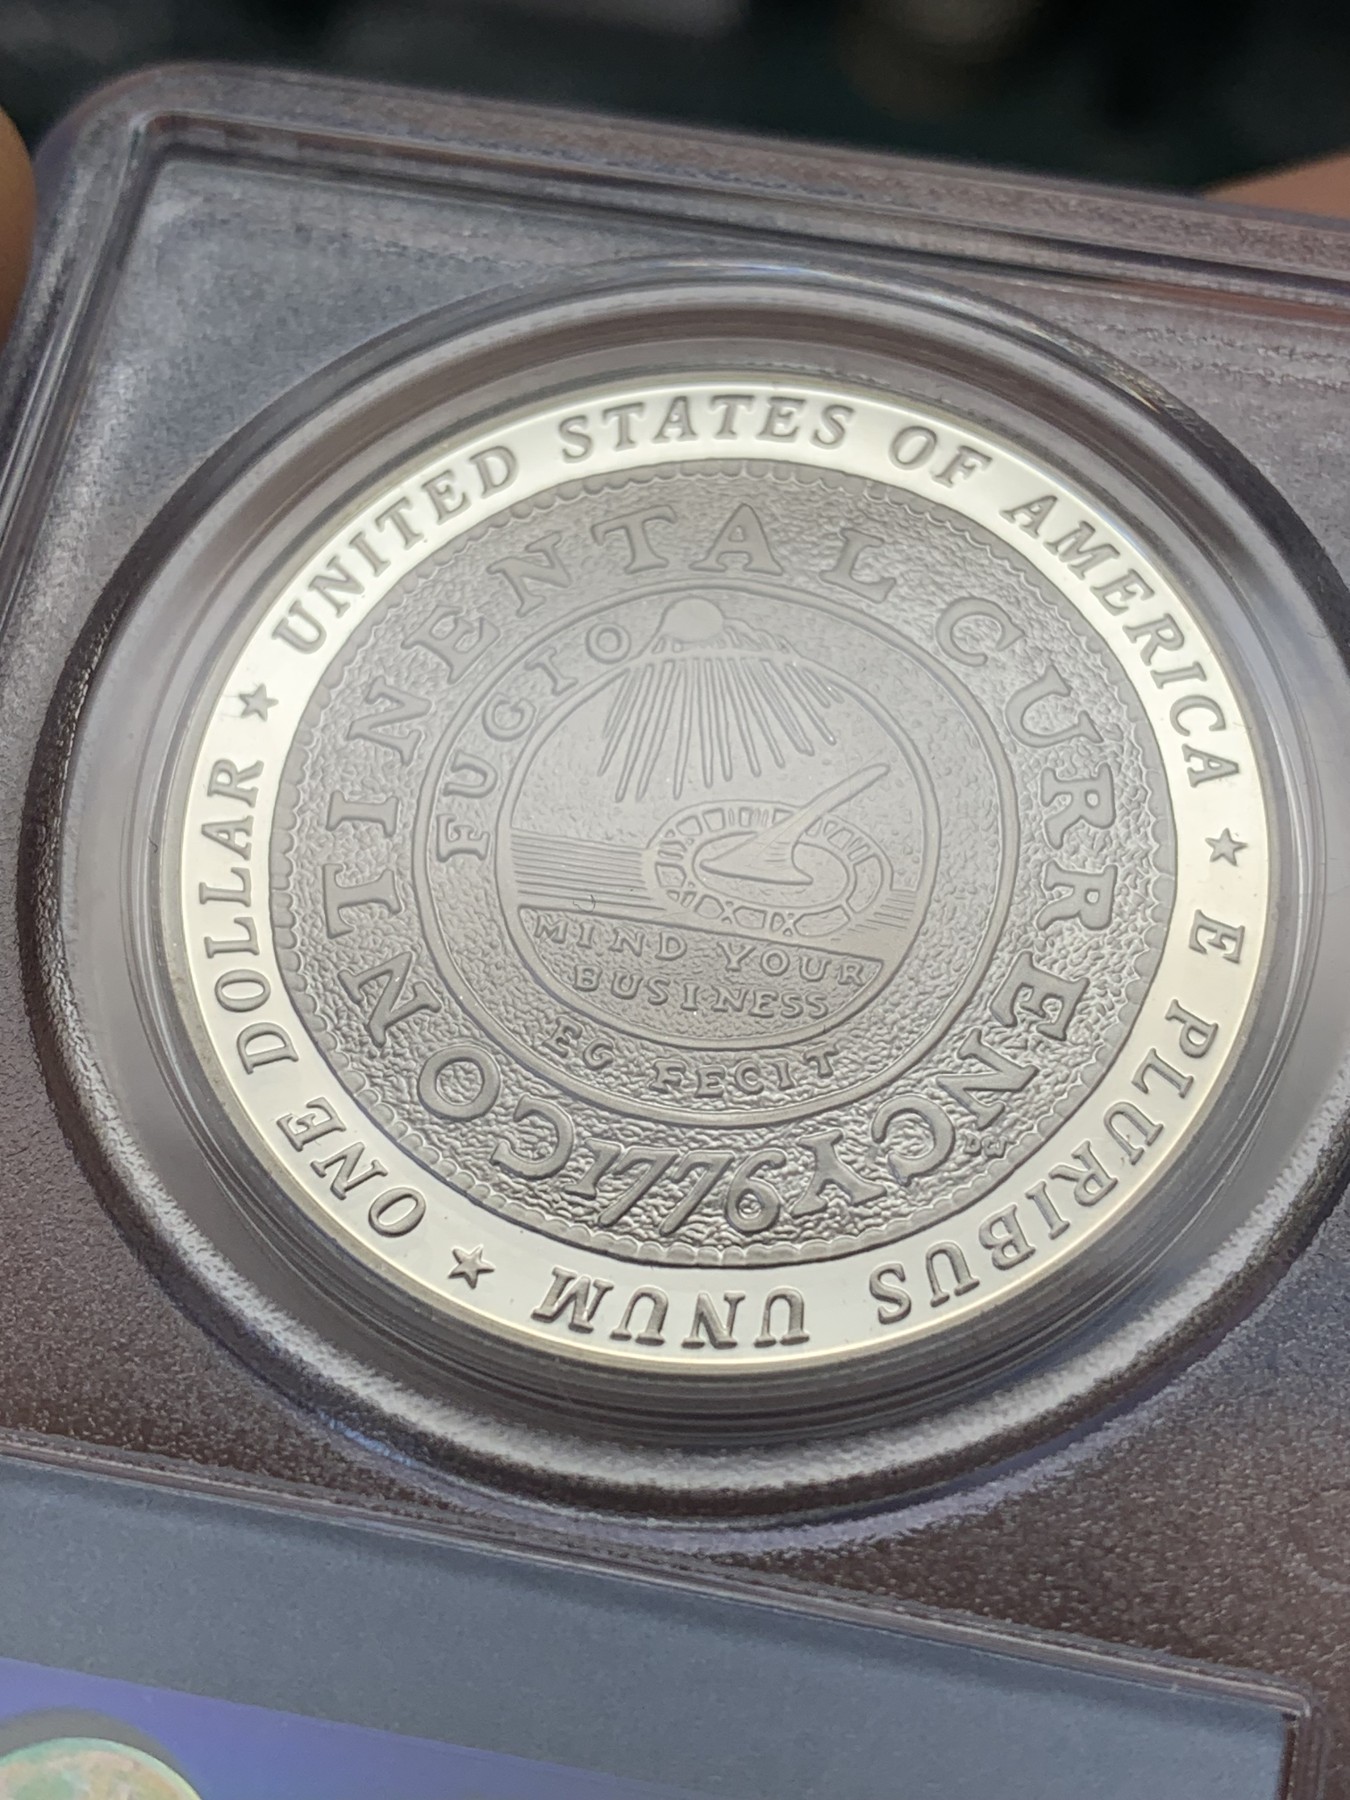 ★ UNITED STATES OF AMERICA ★ E PLURIBUS UNUM ★ ONE DOLLAR
CONTINENTAL CURRENCY 1776
FUGIO
MIND YOUR
BUSINESS
EG FECIT